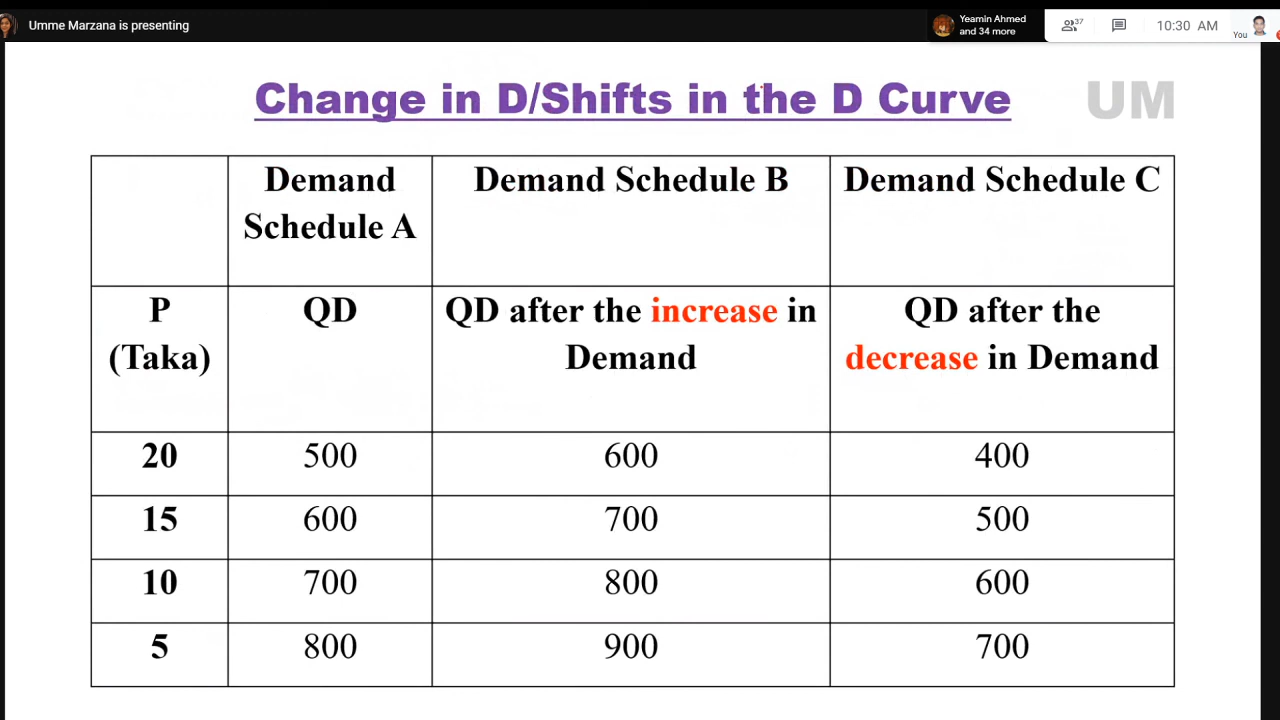 Umme Marzana is presenting
Yeamin Ahmed
and 34 more
37
10:30 AM
You
Change in D/Shifts in the D Curve
UM
Demand
Schedule A
Demand Schedule B
Demand Schedule C
P
(Taka)
QD
QD after the increase in
Demand
QD after the
decrease in Demand
20 500 600 400
15 600 700 500
10 700 800 600
5 800 900 700